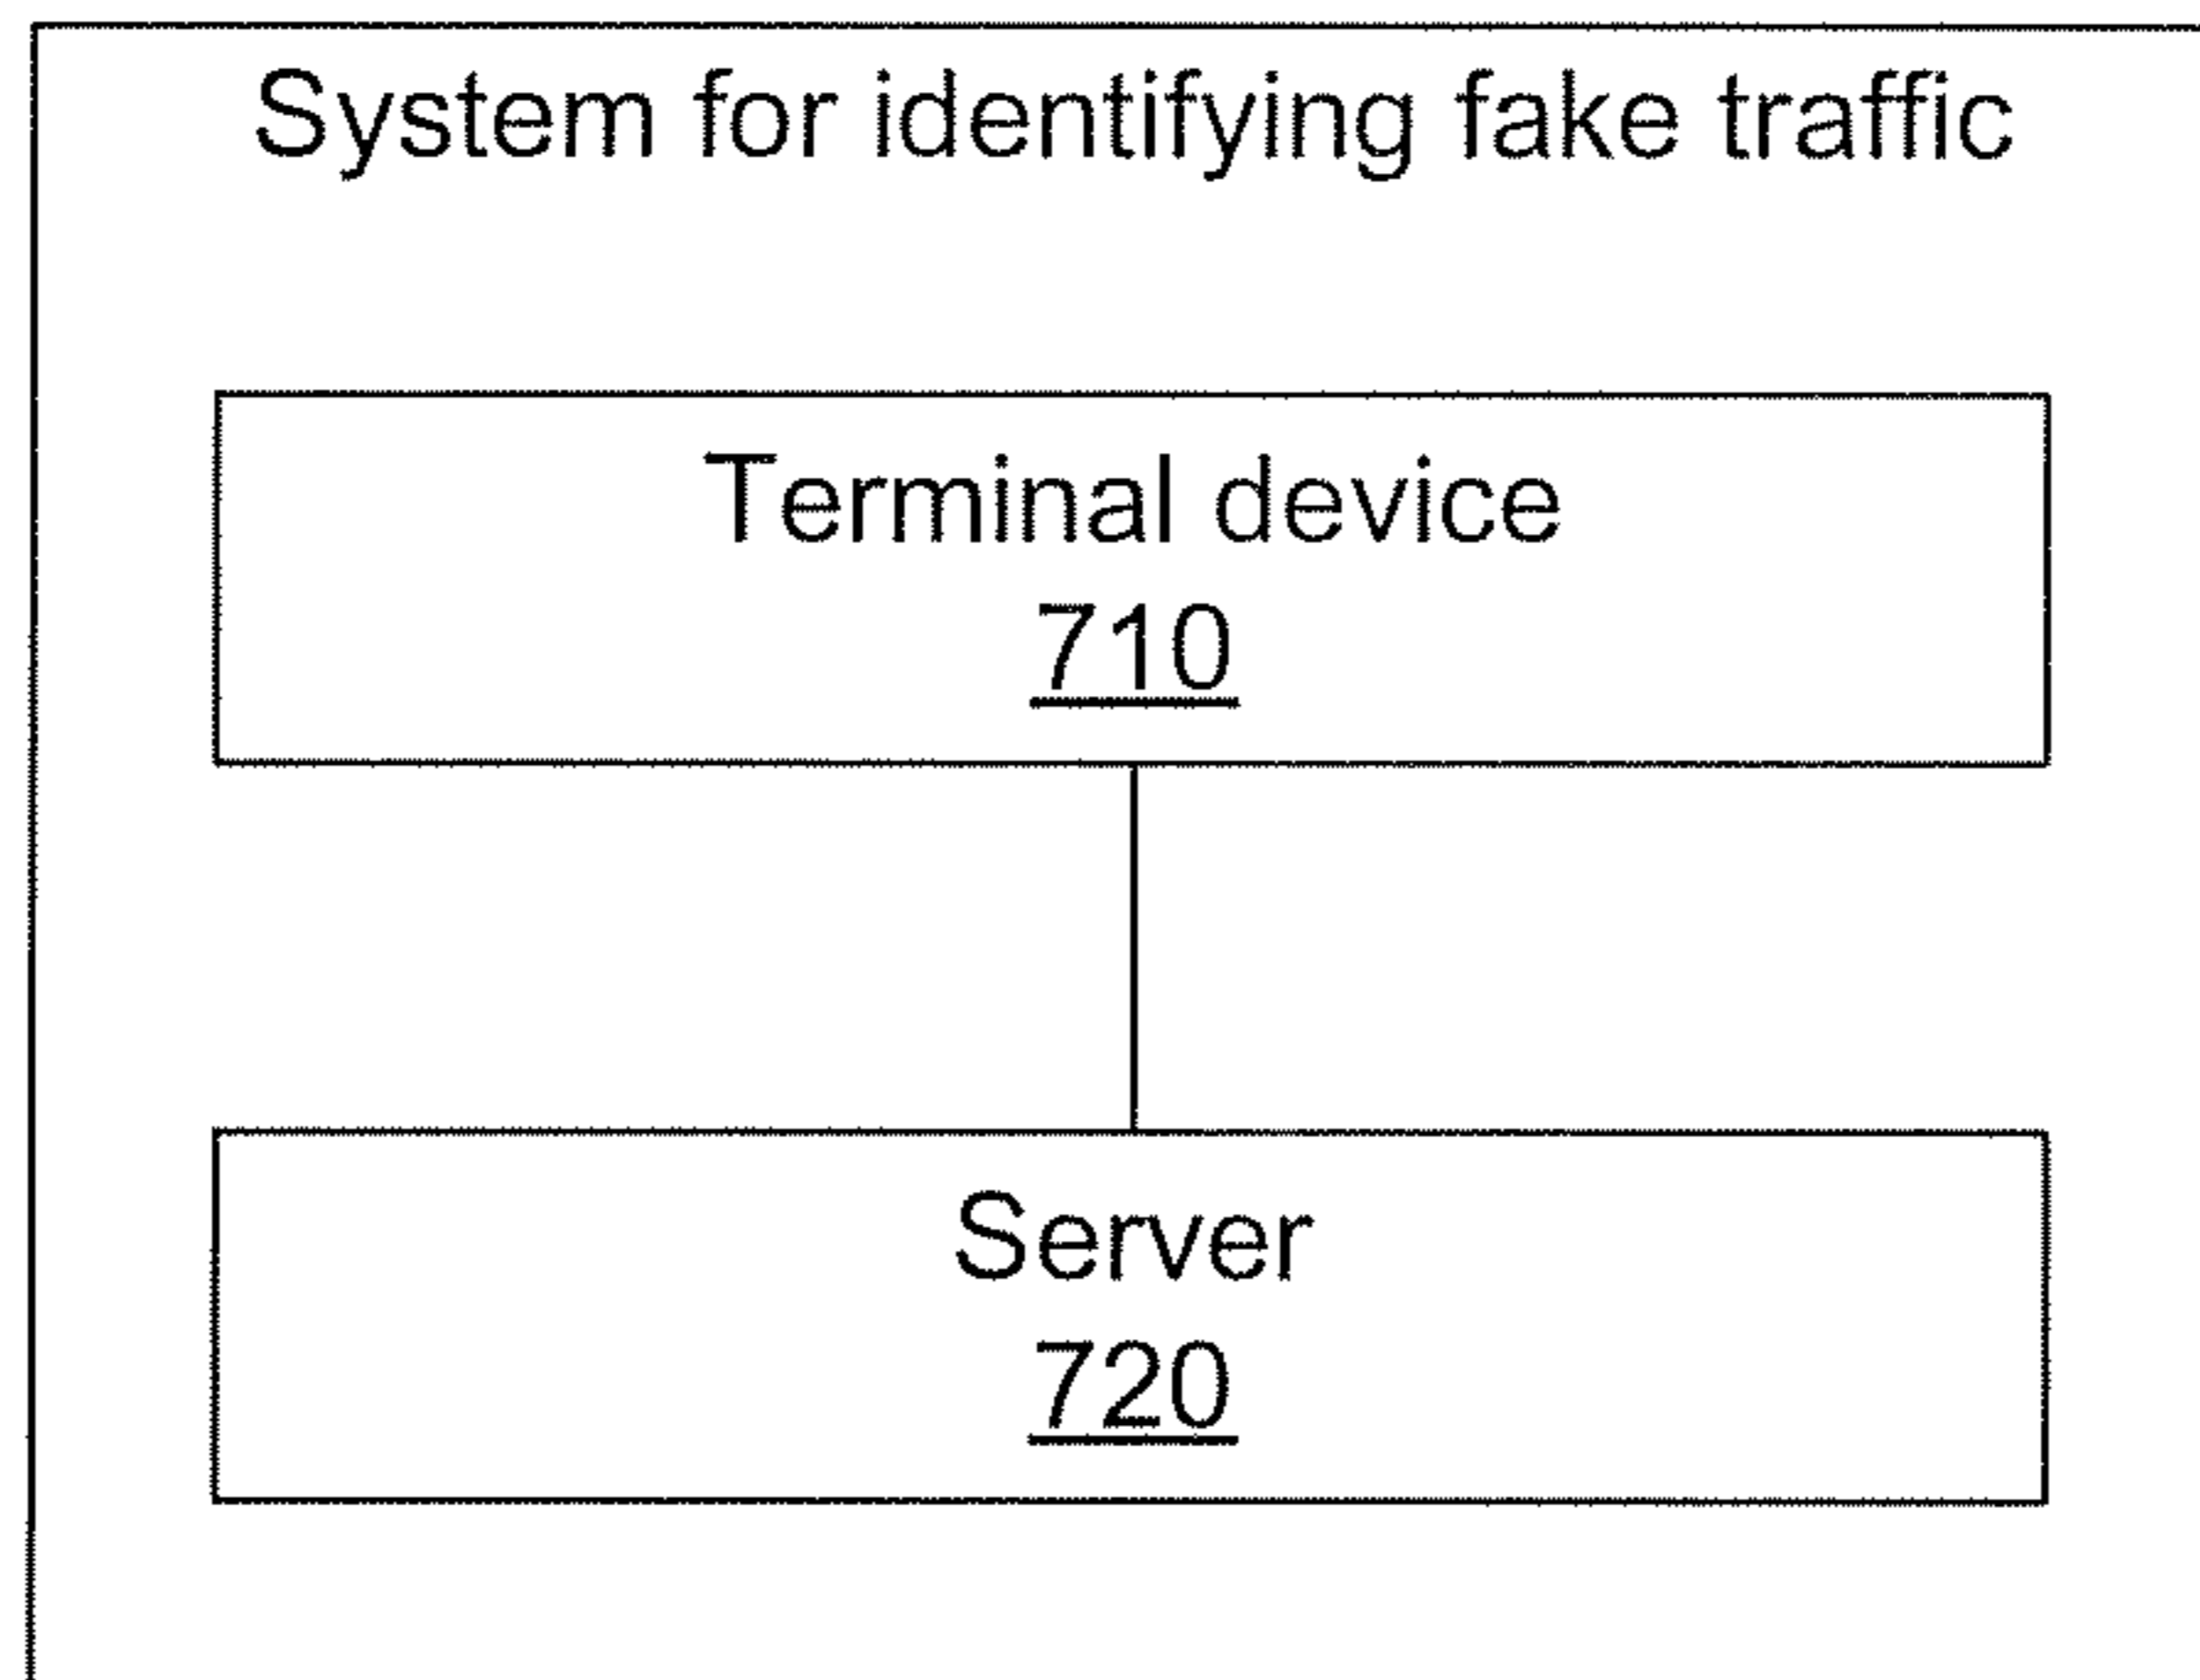 System for identifying fake traffic
Terminal device
710
Server
720